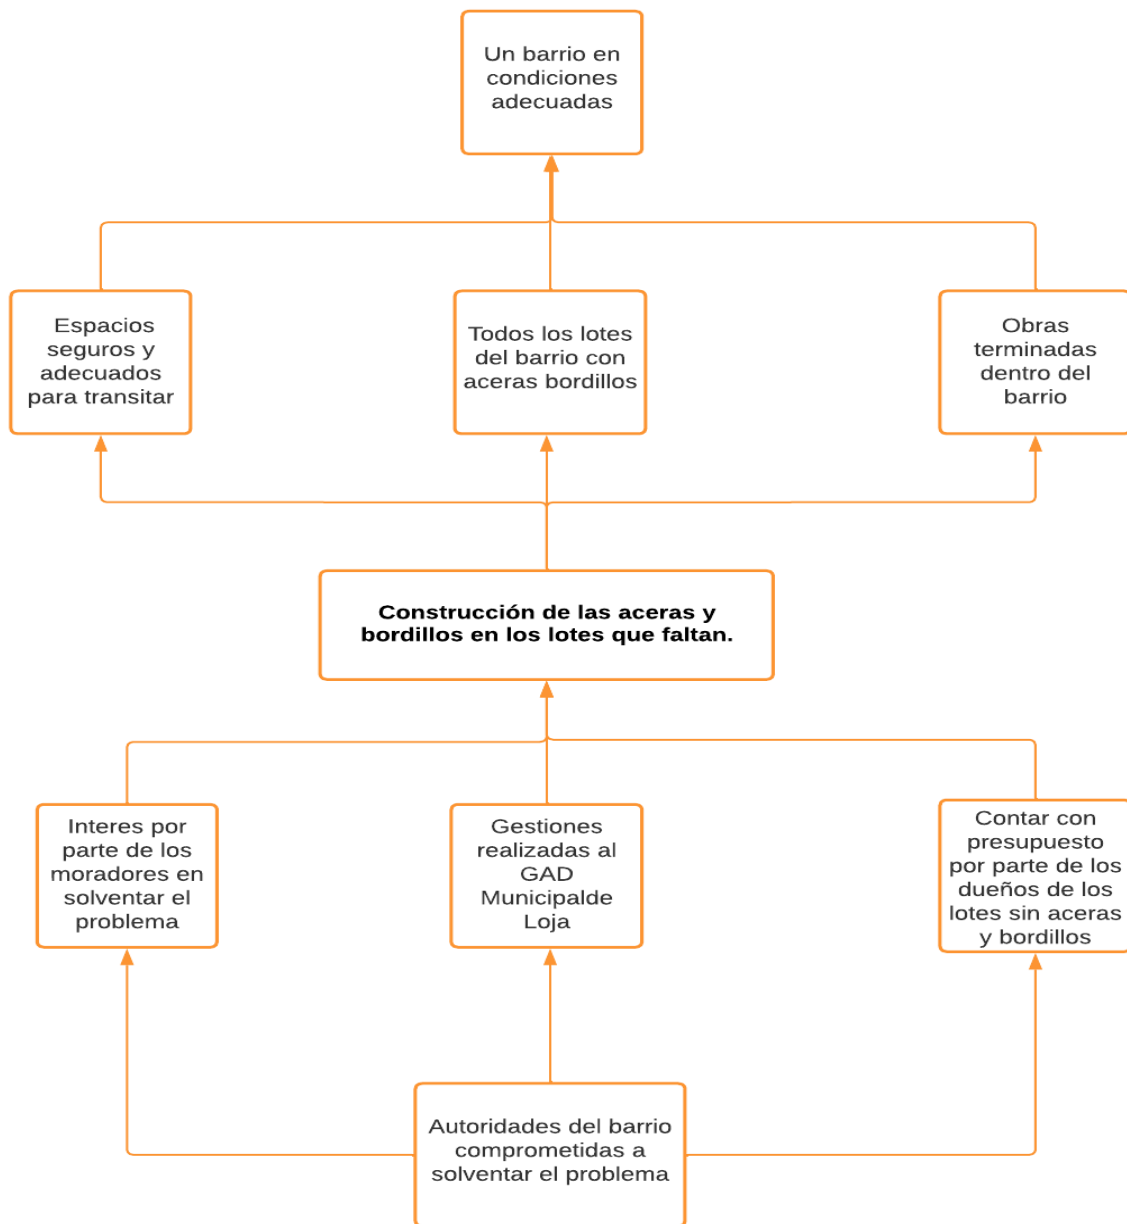 Un barrio en
condiciones
adecuadas
Espacios
seguros y
adecuados
para transitar
Todos los lotes
del barrio con
aceras bordillos
Obras
terminadas
dentro del
barrio
Construcción de las aceras y
bordillos en los lotes que faltan.
Interes por
parte de los
moradores en
solventar el
problema
Gestiones
realizadas al
GAD
Municipalde
Loja
Contar con
presupuesto
por parte de los
dueños de los
lotes sin aceras
y bordillos
Autoridades del barrio
comprometidas a
solventar el problema